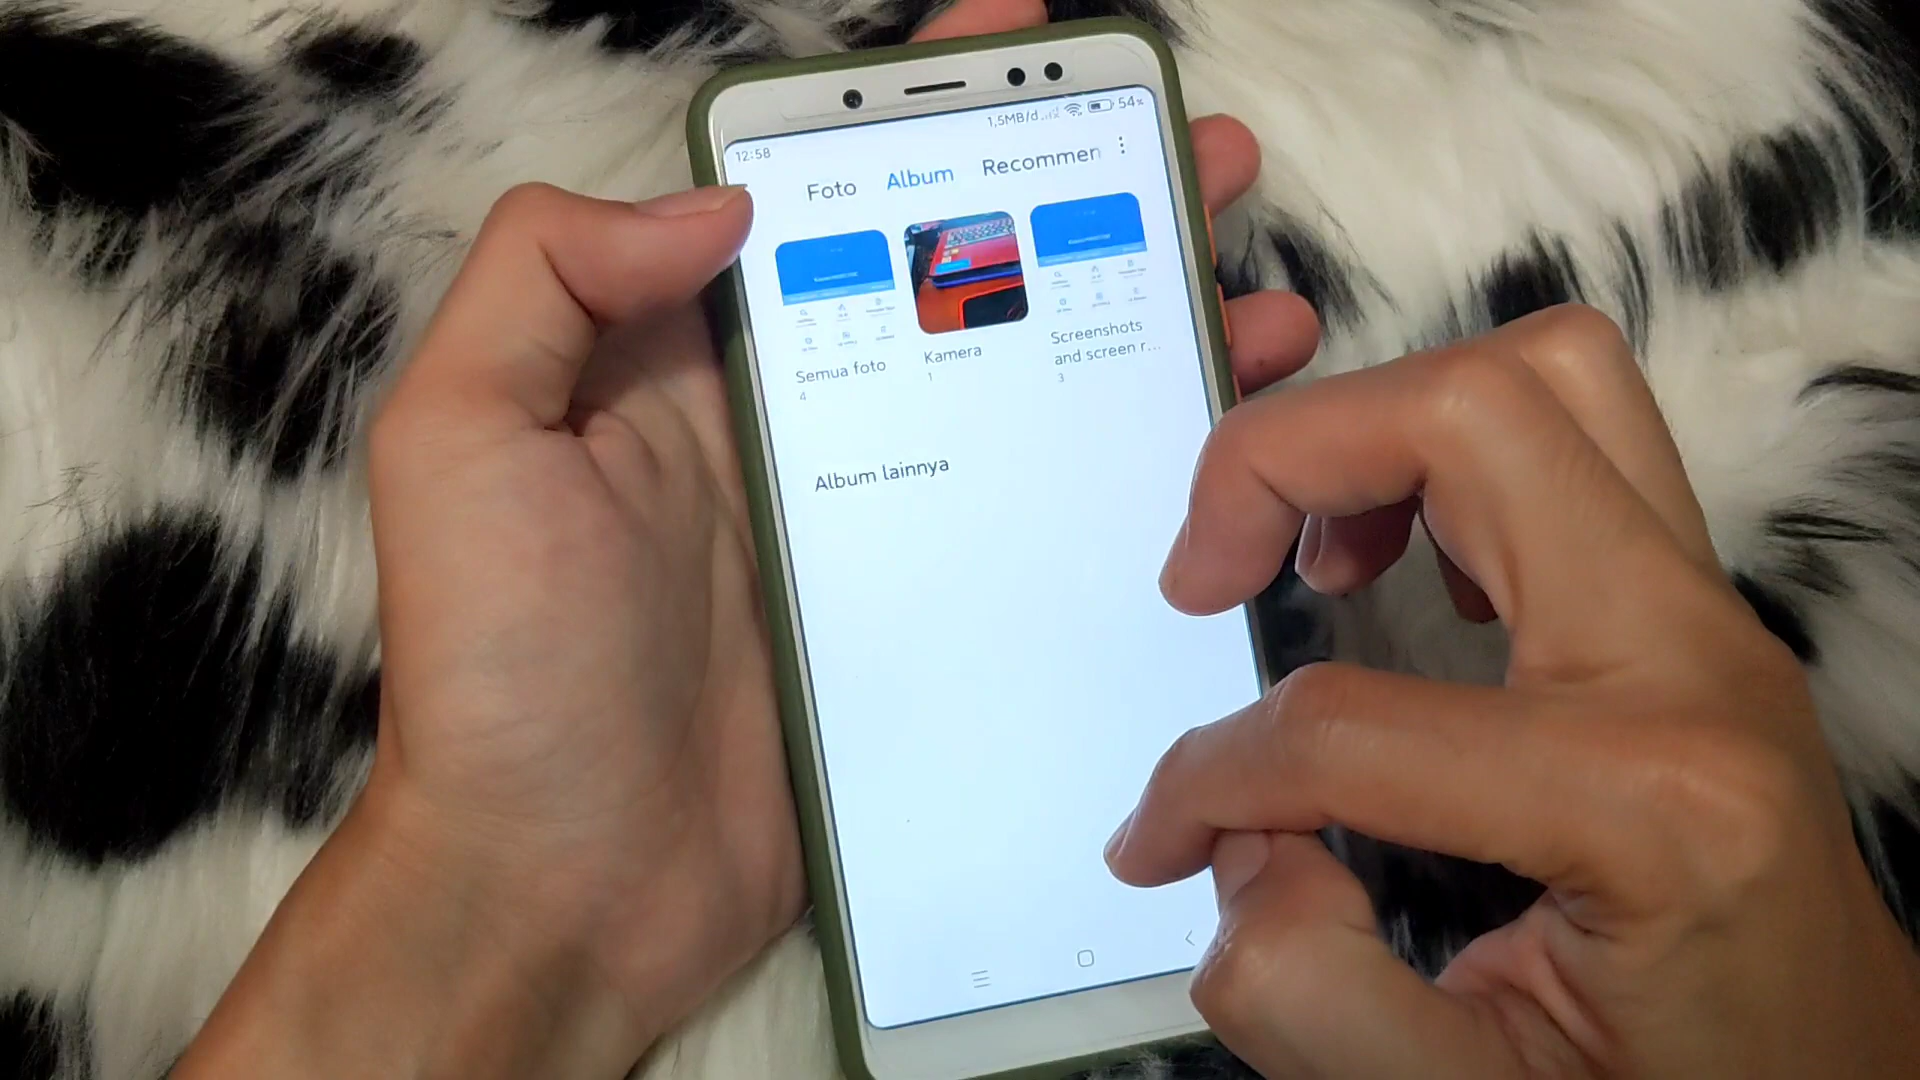 12:58
1,5MB/d
54%
Foto
Album
Recommen
Semua foto
4
Kamera
1
Screenshots
and screen r...
3
Album lainnya